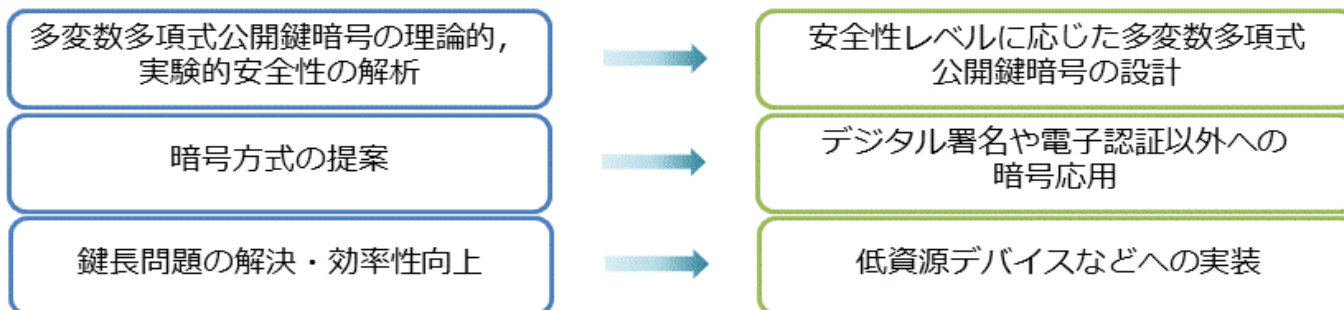 多変数多項式公開鍵暗号の理論的,
実験的安全性の解析
安全性レベルに応じた多変数多項式
公開鍵暗号の設計
暗号方式の提案
デジタル署名や電子認証以外への
暗号応用
鍵長問題の解決・効率性向上
低資源デバイスなどへの実装